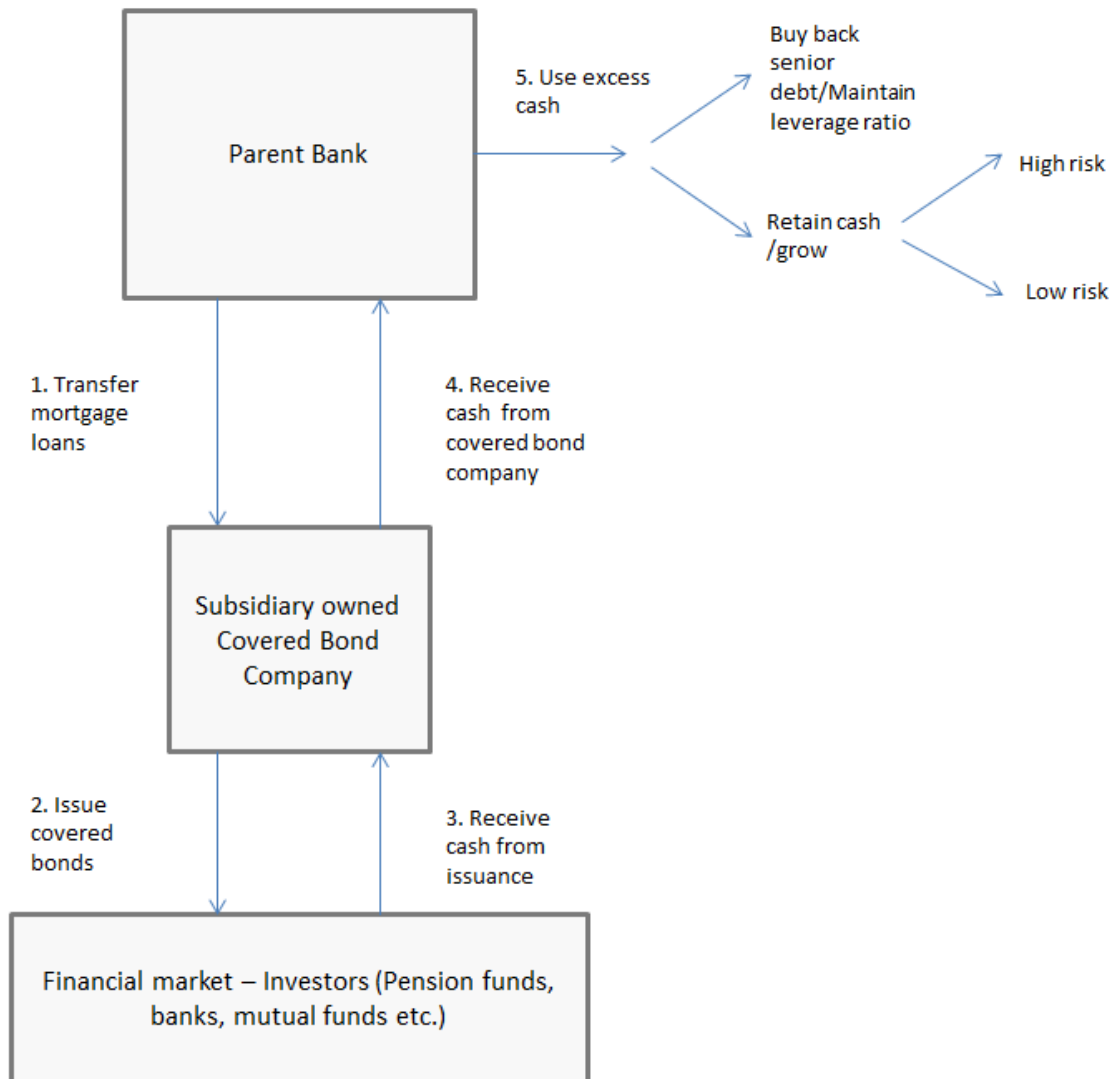 Buy back
senior
debt/Maintain
leverage ratio
5. Use excess
cash
Parent Bank
High risk
Retain cash
/grow
Low risk
1. Transfer
mortgage
loans
4. Receive
cash from
covered bond
company
Subsidiary owned
Covered Bond
Company
2. Issue
covered
bonds
3. Receive
cash from
issuance
Financial market – Investors (Pension funds,
banks, mutual funds etc.)